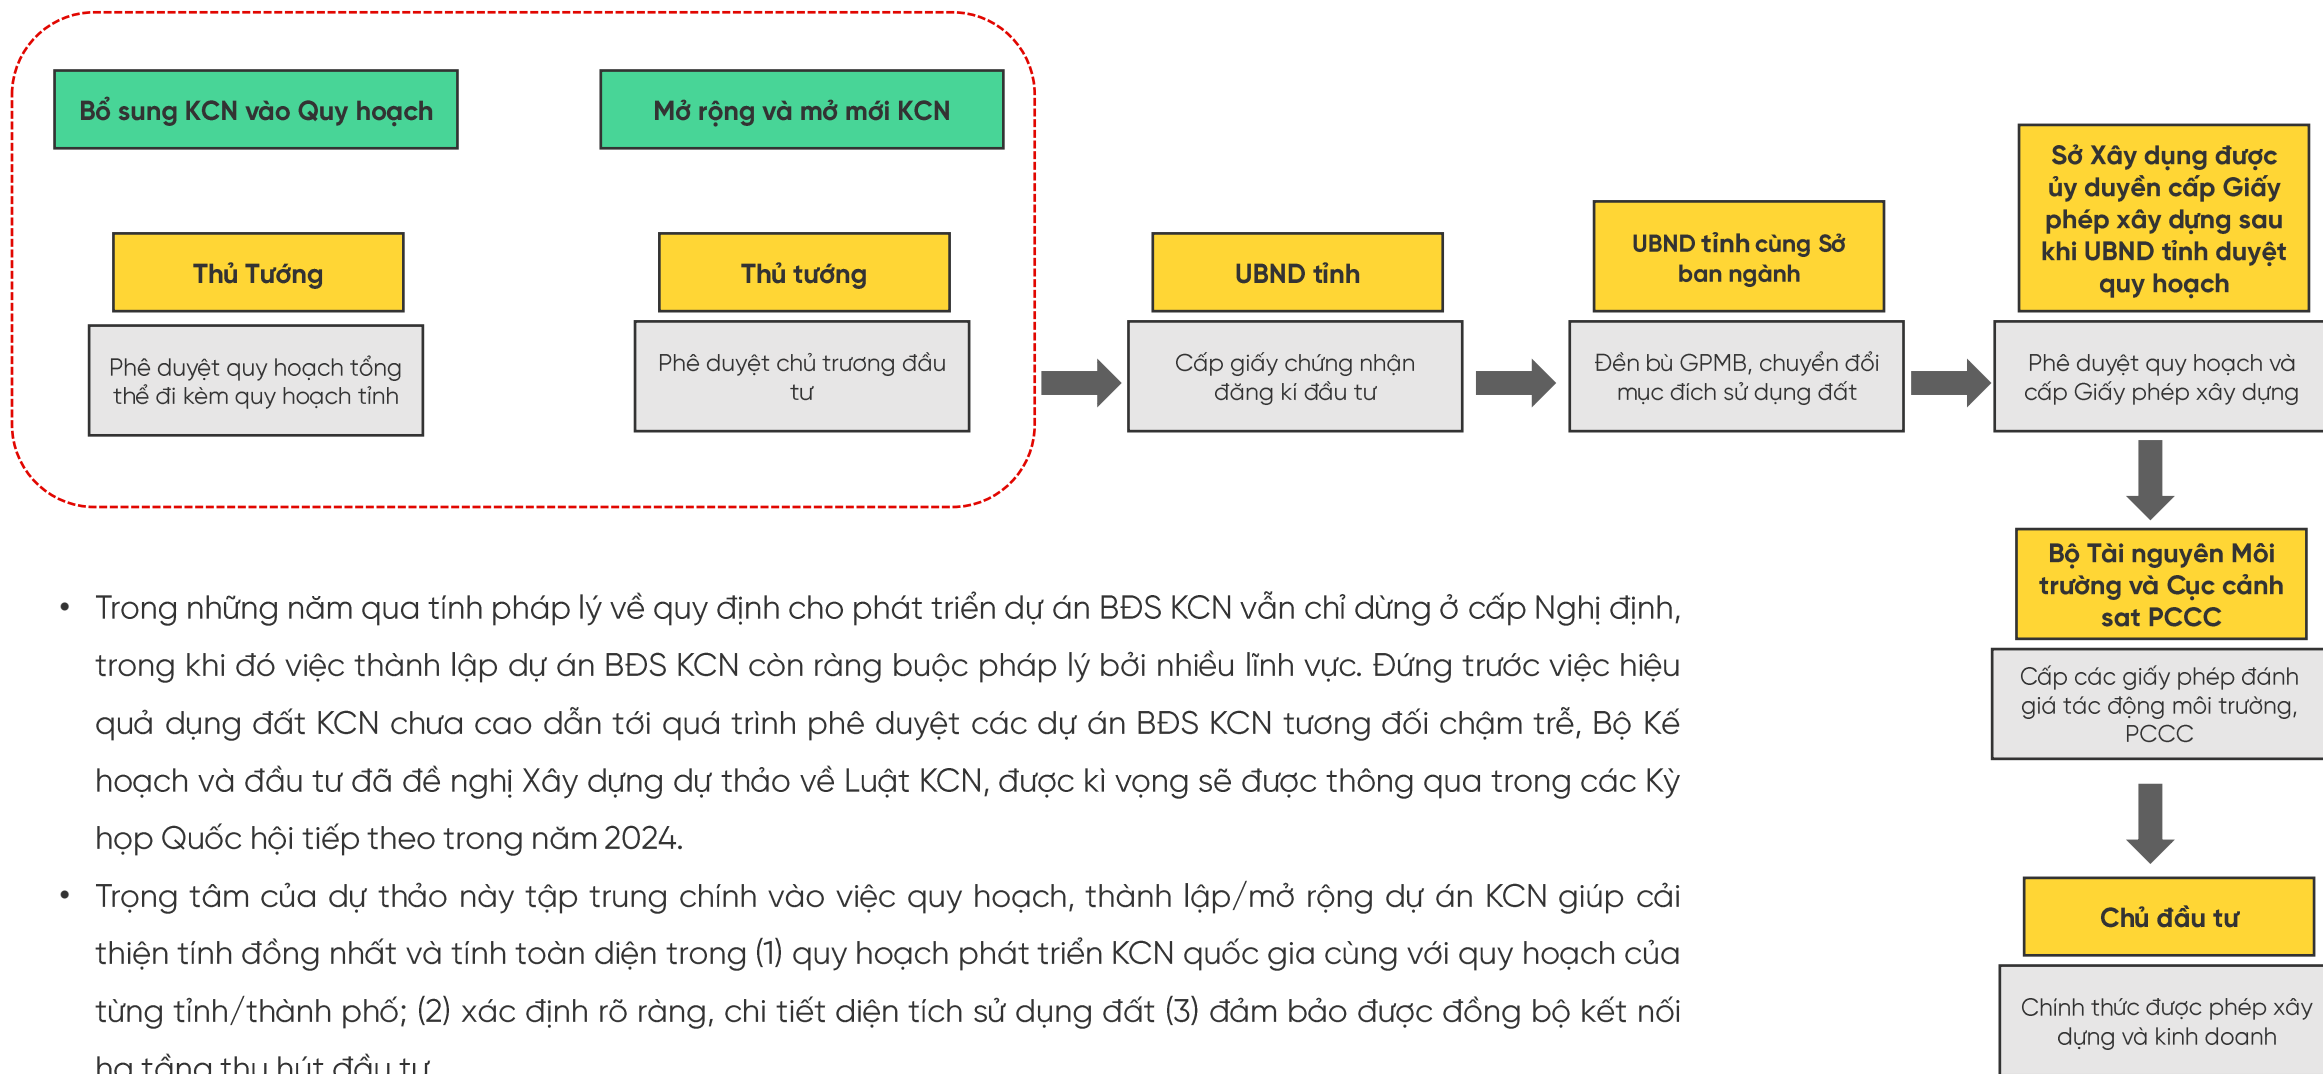 Bổ sung KCN vào Quy hoạch
Mở rộng và mở mới KCN
Thủ Tướng
Phê duyệt quy hoạch tổng
thể đi kèm quy hoạch tỉnh
Thủ tướng
Phê duyệt chủ trương đầu
tư
UBND tỉnh
Cấp giấy chứng nhận
đăng kí đầu tư
UBND tỉnh cùng Sở
ban ngành
Đền bù GPMB, chuyển đổi
mục đích sử dụng đất
Sở Xây dụng được
ủy duyền cấp Giấy
phép xây dựng sau
khi UBND tỉnh duyệt
quy hoạch
Phê duyệt quy hoạch và
cấp Giấy phép xây dựng
Bộ Tài nguyên Môi
trường và Cục cảnh
sat PCCC
Cấp các giấy phép đánh
giá tác động môi trường,
PCCC
Chủ đầu tư
Chính thức được phép xây
dựng và kinh doanh
• Trong những năm qua tính pháp lý về quy định cho phát triển dự án BĐS KCN vẫn chỉ dừng ở cấp Nghị định,
trong khi đó việc thành lập dự án BĐS KCN còn ràng buộc pháp lý bởi nhiều lĩnh vực. Đứng trước việc hiệu
quả dụng đất KCN chưa cao dẫn tới quá trình phê duyệt các dự án BĐS KCN tương đối chậm trễ, Bộ Kế
hoạch và đầu tư đã đề nghị Xây dựng dự thảo về Luật KCN, được kì vọng sẽ được thông qua trong các Kỳ
họp Quốc hội tiếp theo trong năm 2024.
• Trọng tâm của dự thảo này tập trung chính vào việc quy hoạch, thành lập/mở rộng dự án KCN giúp cải
thiện tính đồng nhất và tính toàn diện trong (1) quy hoạch phát triển KCN quốc gia cùng với quy hoạch của
từng tỉnh/thành phố; (2) xác định rõ ràng, chi tiết diện tích sử dụng đất (3) đảm bảo được đồng bộ kết nối
hạ tầng thu hút đầu tư